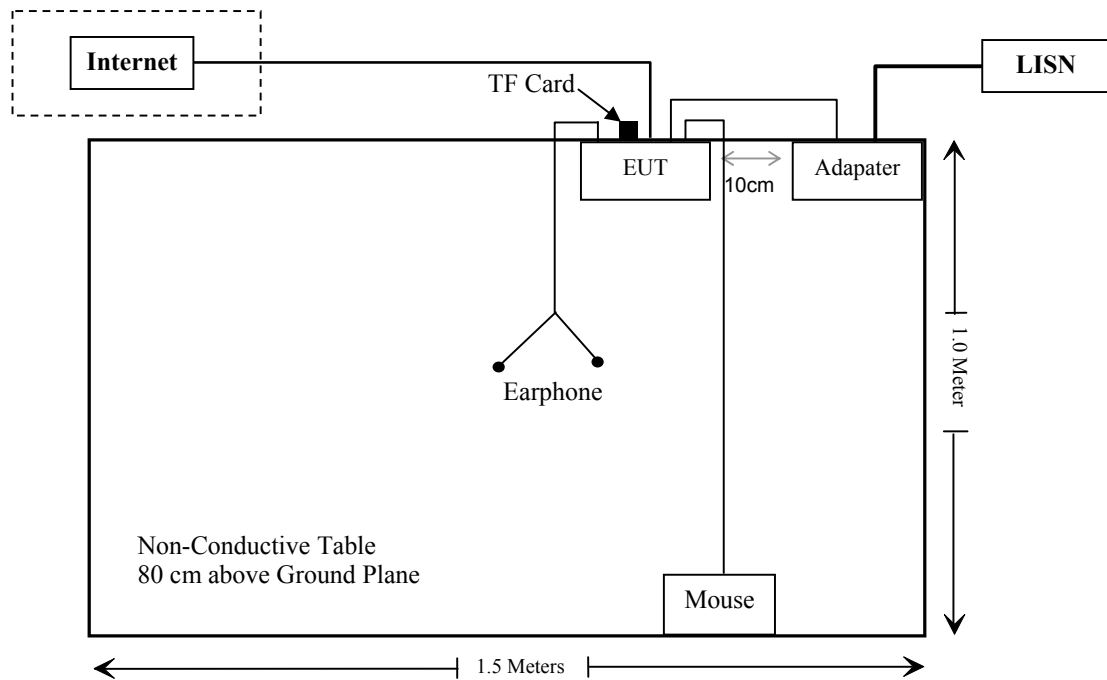 Internet
LISN
TF Card
EUT
Adapater
10cm
Earphone
1.0 Meter
Non-Conductive Table
80 cm above Ground Plane
Mouse
1.5 Meters